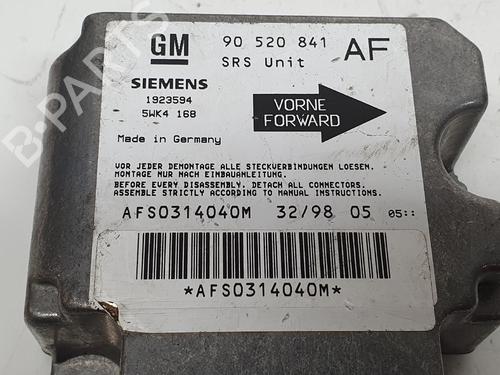 GM
90 520 841 AF
SRS Unit
SIEMENS
1923594
5WK4 168
VORNE
FORWARD
Made in Germany
VOR JEDER DEMONTAGE ALLE STECKVERBINDUNGEN LOESEN.
MONTAGE NUR NACH EINBAUANLEITUNG.
BEFORE EVERY DISASSEMBLY. DETACH ALL CONNECTORS.
ASSEMBLE STRICTLY ACCORDING TO MANUAL INSTRUCTIONS.
AFS0314040M 32/98 05 05::
*AFS0314040M*
B-PARTS